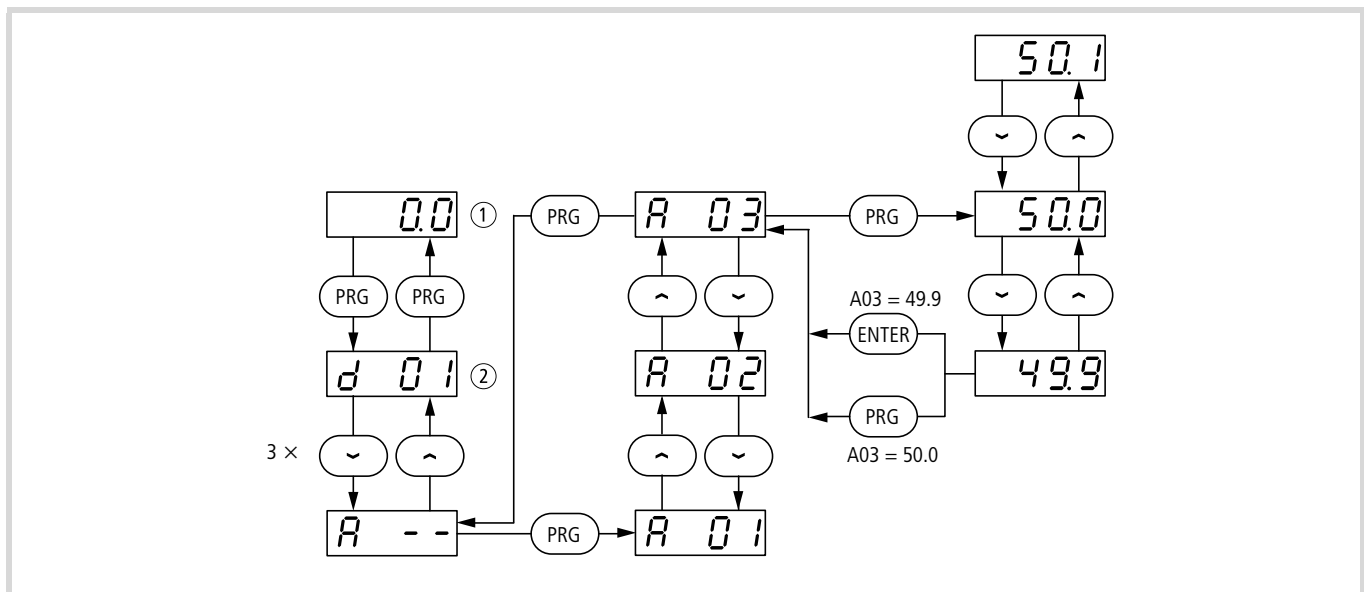 50.1
0.0 ① PRG A 03 PRG 50.0
PRG PRG
A03 = 49.9
ENTER
d 01 ② A 02 49.9
PRG
3 ×
A03 = 50.0
A -- PRG A 01